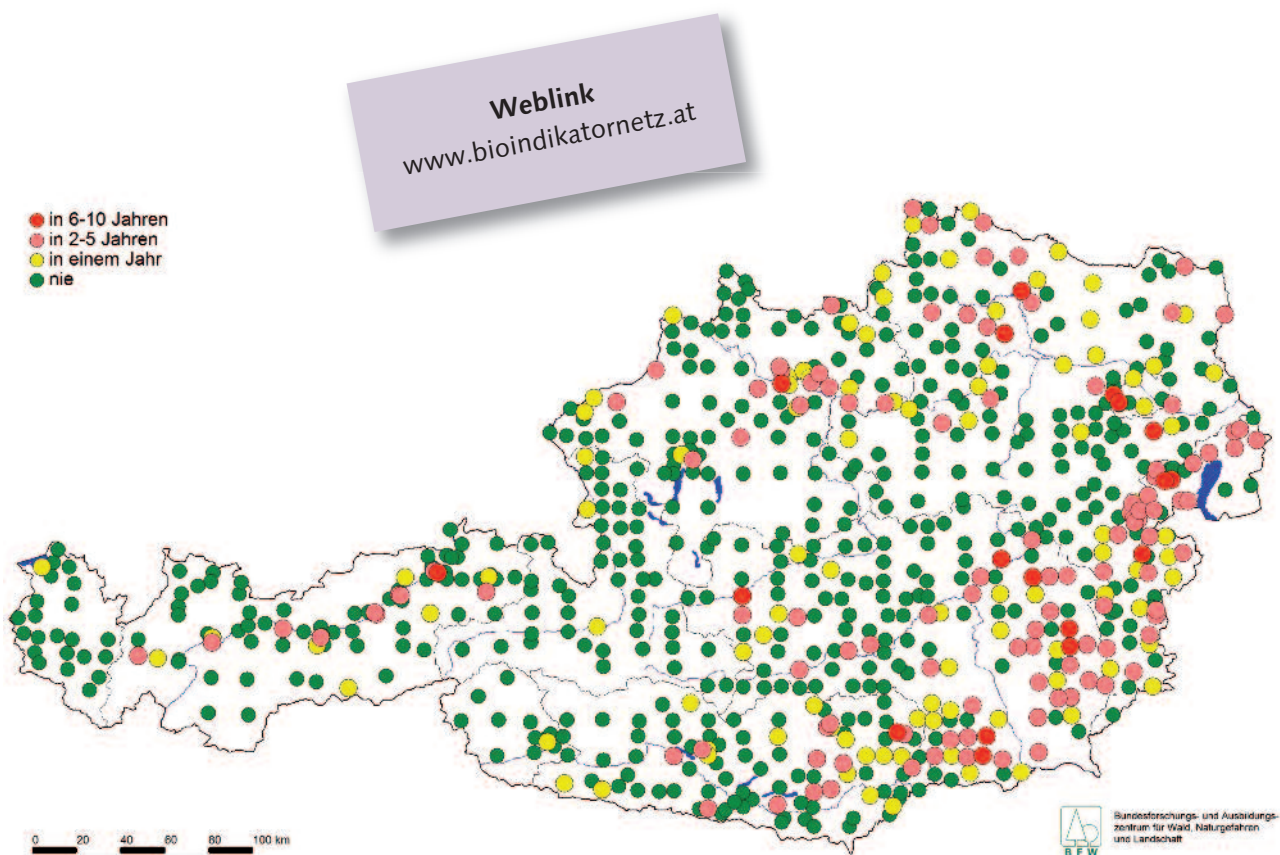 Weblink
www.bioindikatornetz.at
in 6-10 Jahren
in 2-5 Jahren
in einem Jahr
nie
0 20 40 60 80 100 km
BFW
Bundesforschungs- und Ausbildungs-
zentrum für Wald, Naturgefahren
und Landschaft